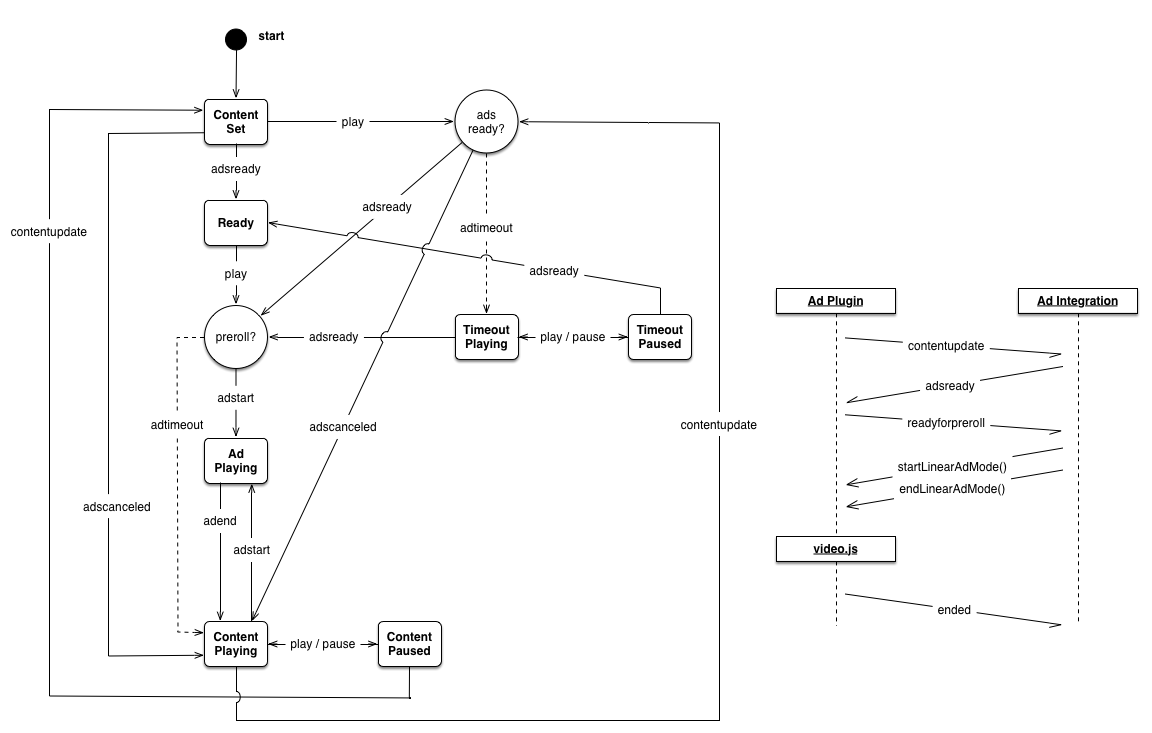 start
Content
Set
play
ads
ready?
adsready
Ready
adsready
contentupdate
adtimeout
adsready
play
Ad Plugin
Ad Integration
preroll?
adsready
Timeout
Playing
play / pause
Timeout
Paused
contentupdate
adsready
adstart
readyforpreroll
adtimeout
adscanceled
contentupdate
Ad
Playing
startLinearAdMode()
endLinearAdMode()
adscanceled
adend
adstart
video.js
ended
Content
Playing
play / pause
Content
Paused